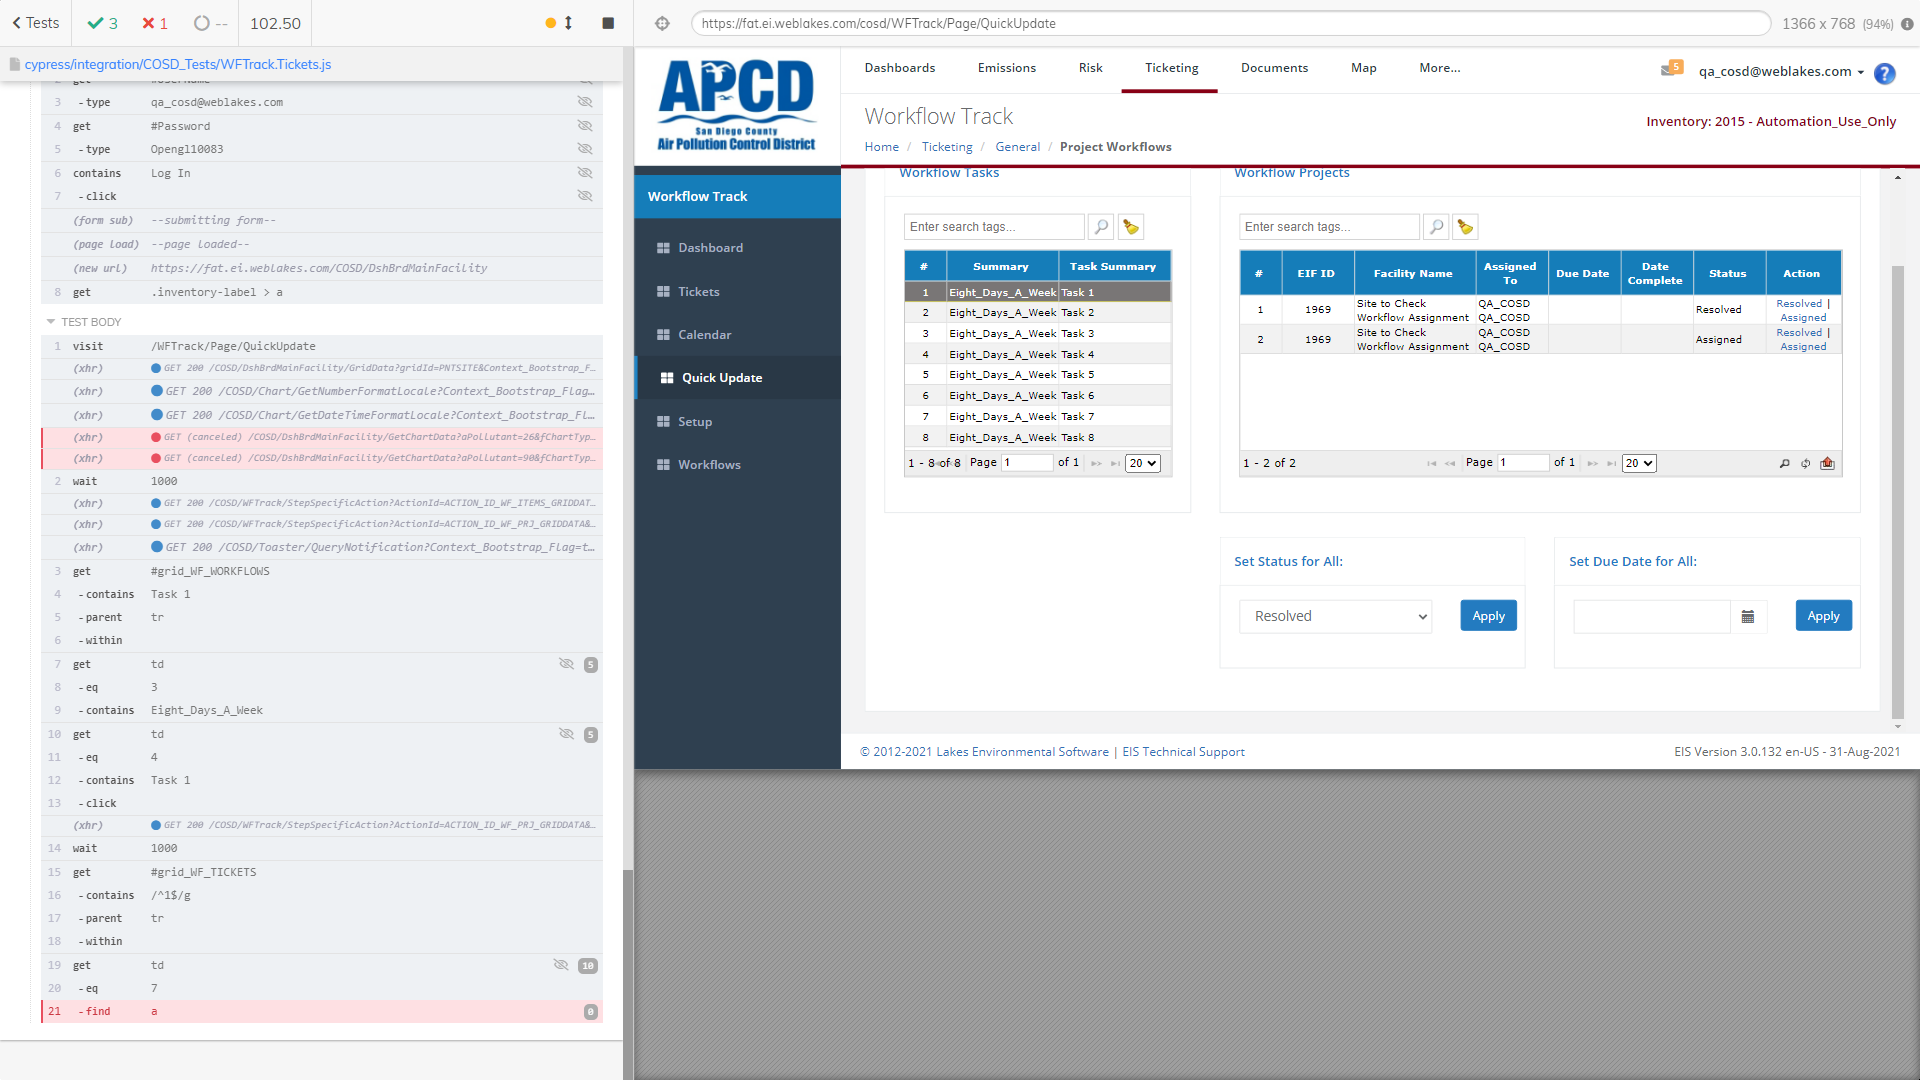 Tests
3
1
--
102.50
cypress/integration/COSD_Tests/WFTrack.Tickets.js
3 -type qa_cosd@weblakes.com
4 get #Password
5 -type Opengl10083
6 contains Log In
7 -click
(form sub) --submitting form--
(page load) --page loaded--
(new url) https://fat.ei.weblakes.com/COSD/DshBrdMainFacility
8 get .inventory-label > a
TEST BODY
1 visit /WFTrack/Page/QuickUpdate
(xhr) GET 200 /COSD/DshBrdMainFacility/GridData?gridId=PNTSITE&Context_Bootstrap_F…
(xhr) GET 200 /COSD/Chart/GetNumberFormatLocale?Context_Bootstrap_Flag…
(xhr) GET 200 /COSD/Chart/GetDateTimeFormatLocale?Context_Bootstrap_Fl…
(xhr) GET (canceled) /COSD/DshBrdMainFacility/GetChartData?aPollutant=26&fChartTyp…
(xhr) GET (canceled) /COSD/DshBrdMainFacility/GetChartData?aPollutant=90&fChartTyp…
2 wait 1000
(xhr) GET 200 /COSD/WFTrack/StepSpecificAction?ActionId=ACTION_ID_WF_ITEMS_GRIDDAT…
(xhr) GET 200 /COSD/WFTrack/StepSpecificAction?ActionId=ACTION_ID_WF_PRJ_GRIDDATA&…
(xhr) GET 200 /COSD/Toaster/QueryNotification?Context_Bootstrap_Flag=t…
3 get #grid_WF_WORKFLOWS
4 -contains Task 1
5 -parent tr
6 -within
7 get td 5
8 -eq 3
9 -contains Eight_Days_A_Week
10 get td 5
11 -eq 4
12 -contains Task 1
13 -click
(xhr) GET 200 /COSD/WFTrack/StepSpecificAction?ActionId=ACTION_ID_WF_PRJ_GRIDDATA&…
14 wait 1000
15 get #grid_WF_TICKETS
16 -contains /^1$/g
17 -parent tr
18 -within
19 get td 10
20 -eq 7
21 -find a 0
https://fat.ei.weblakes.com/cosd/WFTrack/Page/QuickUpdate
1366 x 768 (94%)
APCD
San Diego County
Air Pollution Control District
Dashboards Emissions Risk Ticketing Documents Map More...
5
qa_cosd@weblakes.com
?
Workflow Track
Inventory: 2015 - Automation_Use_Only
Home / Ticketing / General / Project Workflows
Workflow Track
Dashboard
Tickets
Calendar
Quick Update
Setup
Workflows
Workflow Tasks
Enter search tags...
# Summary Task Summary
1 Eight_Days_A_Week Task 1
2 Eight_Days_A_Week Task 2
3 Eight_Days_A_Week Task 3
4 Eight_Days_A_Week Task 4
5 Eight_Days_A_Week Task 5
6 Eight_Days_A_Week Task 6
7 Eight_Days_A_Week Task 7
8 Eight_Days_A_Week Task 8
1 - 8 of 8 Page 1 of 1 20
Workflow Projects
Enter search tags...
# EIF ID Facility Name Assigned To Due Date Date Complete Status Action
1 1969 Site to Check Workflow Assignment QA_COSD QA_COSD Resolved Resolved | Assigned
2 1969 Site to Check Workflow Assignment QA_COSD QA_COSD Assigned Resolved | Assigned
1 - 2 of 2 Page 1 of 1 20
Set Status for All:
Resolved
Apply
Set Due Date for All:
Apply
© 2012-2021 Lakes Environmental Software | EIS Technical Support
EIS Version 3.0.132 en-US - 31-Aug-2021